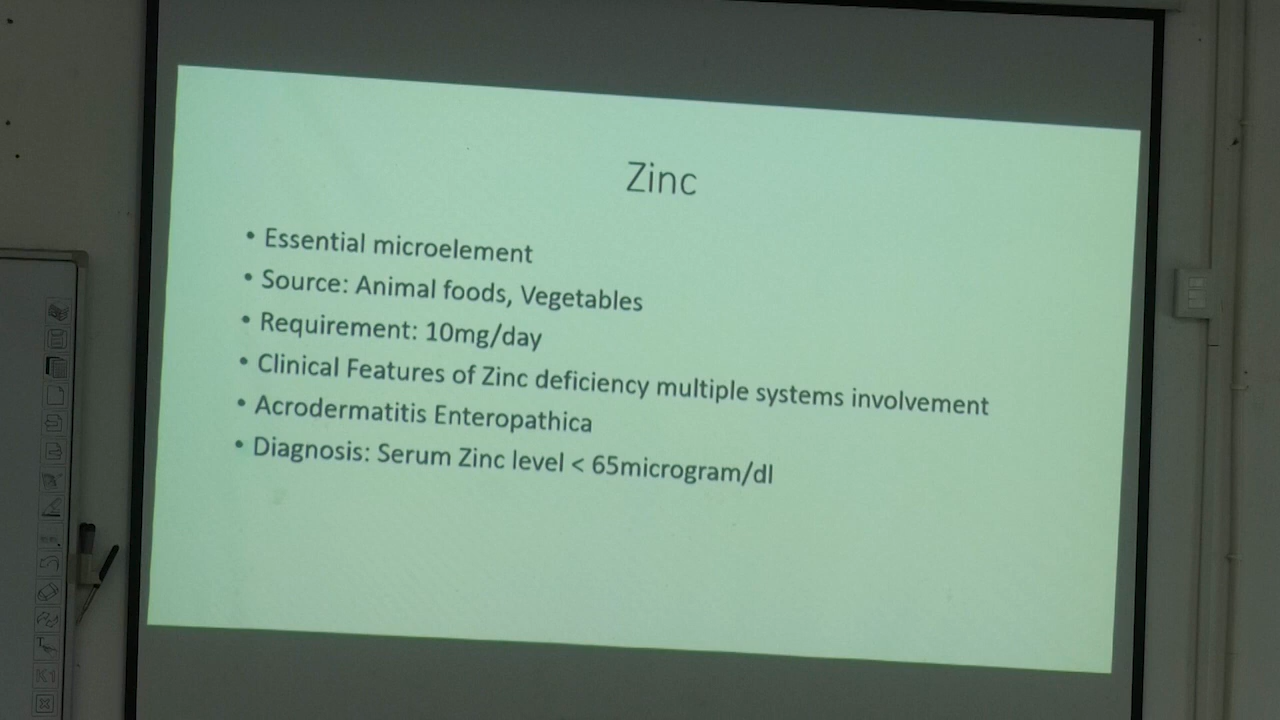 Zinc
• Essential microelement
• Source: Animal foods, Vegetables
• Requirement: 10mg/day
• Clinical Features of Zinc deficiency multiple systems involvement
• Acrodermatitis Enteropathica
• Diagnosis: Serum Zinc level < 65microgram/dl
K1